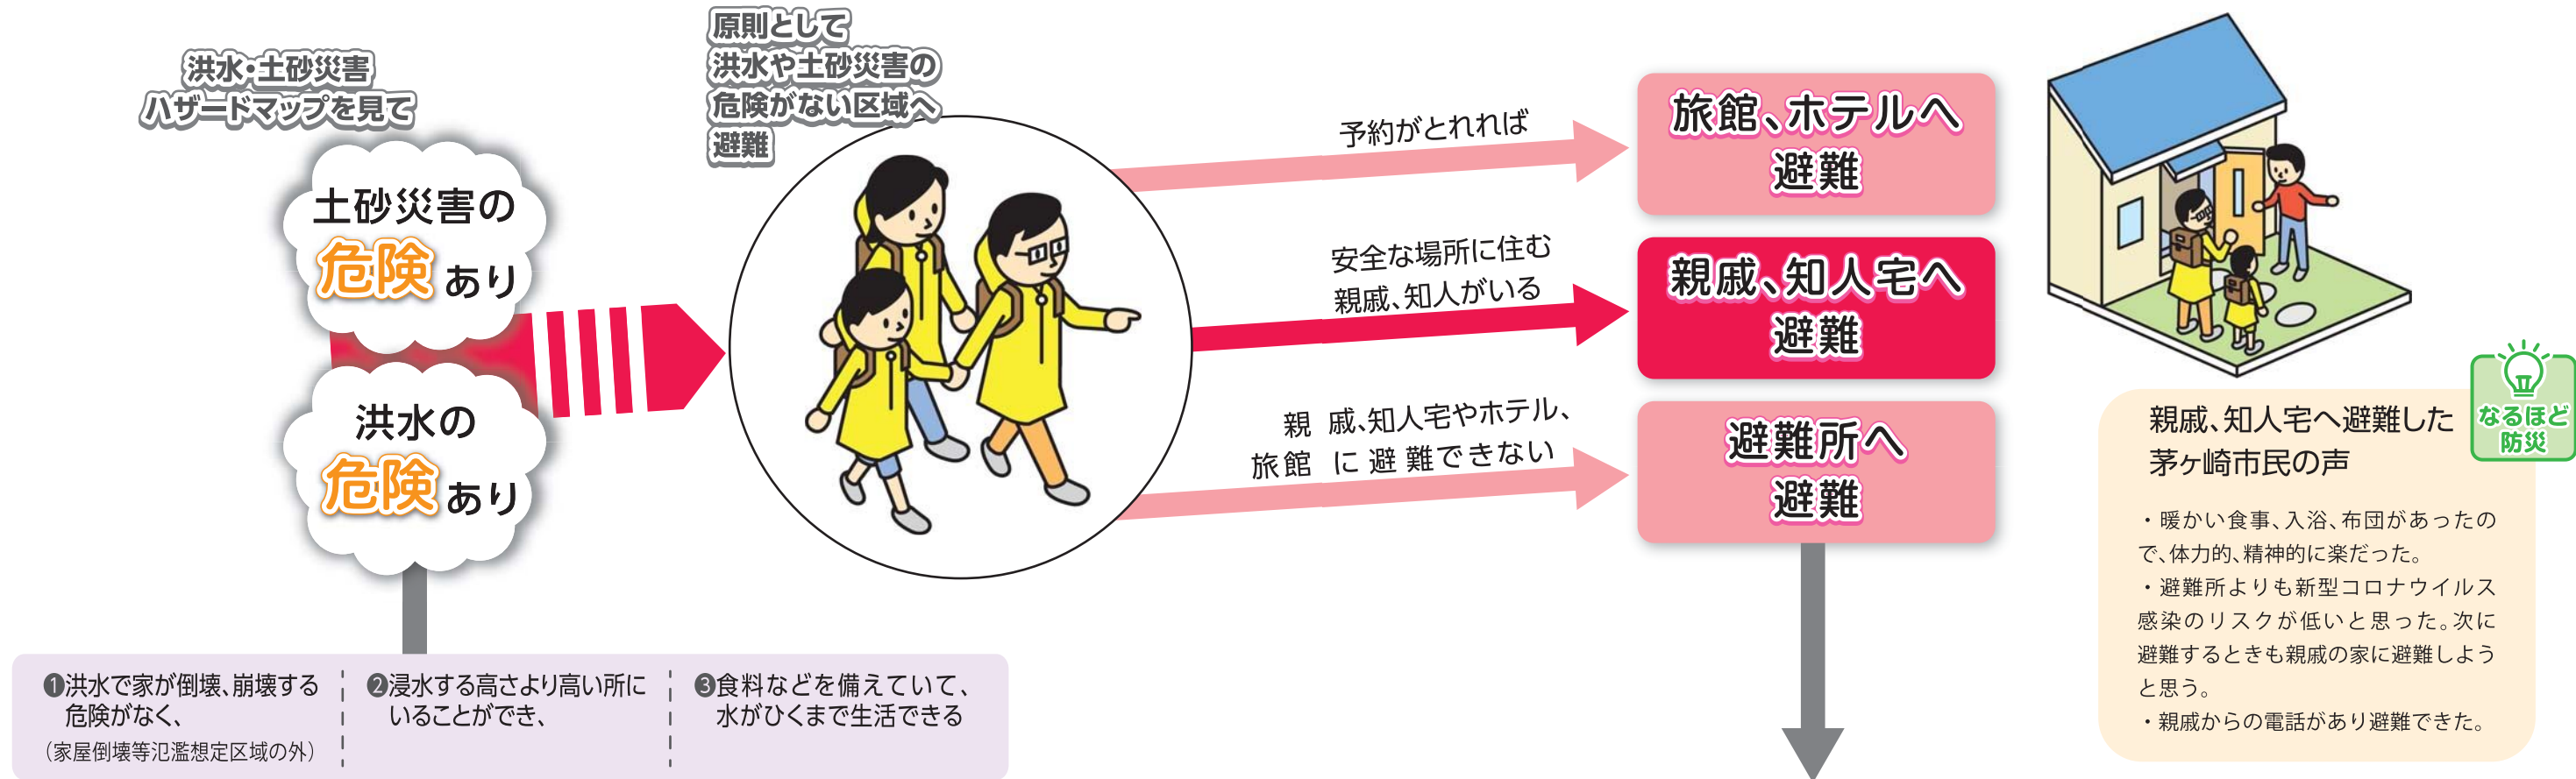 洪水・土砂災害
ハザードマップを見て
土砂災害の
危険あり
洪水の
危険あり
原則として
洪水や土砂災害の
危険がない区域へ
避難
予約がとれれば
旅館、ホテルへ
避難
安全な場所に住む
親戚、知人がいる
親戚、知人宅へ
避難
親戚、知人宅やホテル、
旅館に避難できない
避難所へ
避難
なるほど
防災
親戚、知人宅へ避難した
茅ヶ崎市民の声
・暖かい食事、入浴、布団があったの
で、体力的、精神的に楽だった。
・避難所よりも新型コロナウイルス
感染のリスクが低いと思った。次に
避難するときも親戚の家に避難しよう
と思う。
・親戚からの電話があり避難できた。
❶洪水で家が倒壊、崩壊する
危険がなく、
（家屋倒壊等氾濫想定区域の外）
❷浸水する高さより高い所に
いることができ、
❸食料などを備えていて、
水がひくまで生活できる